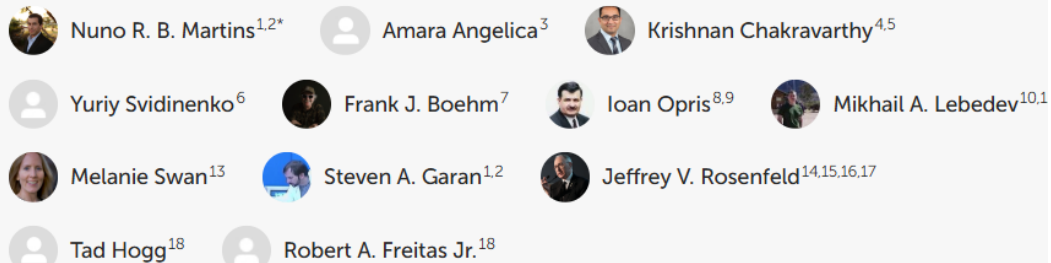 Nuno R. B. Martins1,2* Amara Angelica3 Krishnan Chakravarthy4,5
Yuriy Svidinenko6 Frank J. Boehm7 Ioan Opris8,9 Mikhail A. Lebedev10,1
Melanie Swan13 Steven A. Garan1,2 Jeffrey V. Rosenfeld14,15,16,17
Tad Hogg18 Robert A. Freitas Jr.18